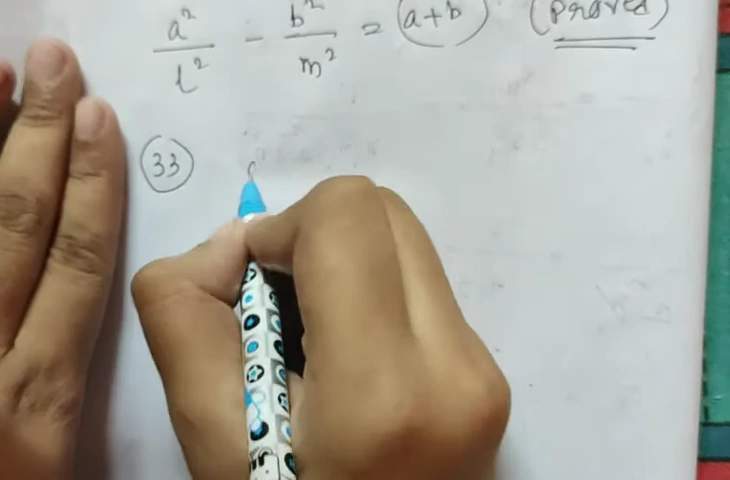 a²/l² - b²/m² = (a+b) (Proved)
33